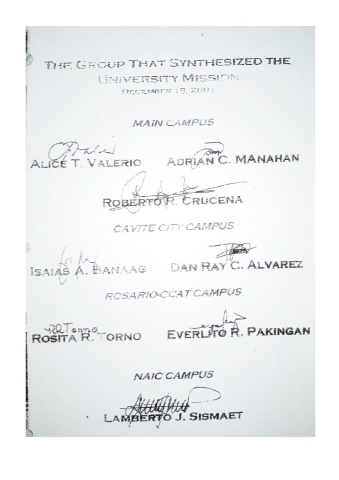 THE GROUP THAT SYNTHESIZED THE
UNIVERSITY MISSION
DECEMBER 19, 2001
MAIN CAMPUS
ALICE T. VALERIO ADRIAN C. MANAHAN
ROBERTO R. CRUCENA
CAVITE CITY CAMPUS
ISAIAS A. BANAAG DAN RAY C. ALVAREZ
ROSARIO-CCAT CAMPUS
RRTorno
ROSITA R. TORNO EVERLITO R. PAKINGAN
NAIC CAMPUS
LAMBERTO J. SISMAET